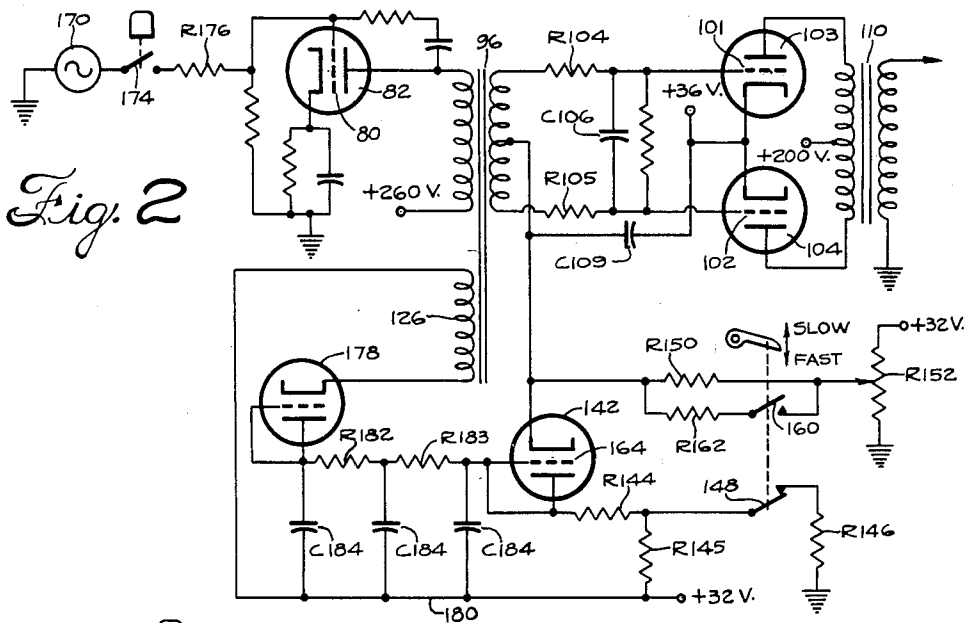 170
174
R176
82
80
96
+260 V.
R104
C106
R105
C109
+36 V.
101
103
110
+200 V.
102
104
Fig. 2
126
178
R182
R183
C184
C184
C184
180
142
164
R144
R145
+32 V.
R150
R162
160
SLOW
FAST
+32 V.
R152
148
R146